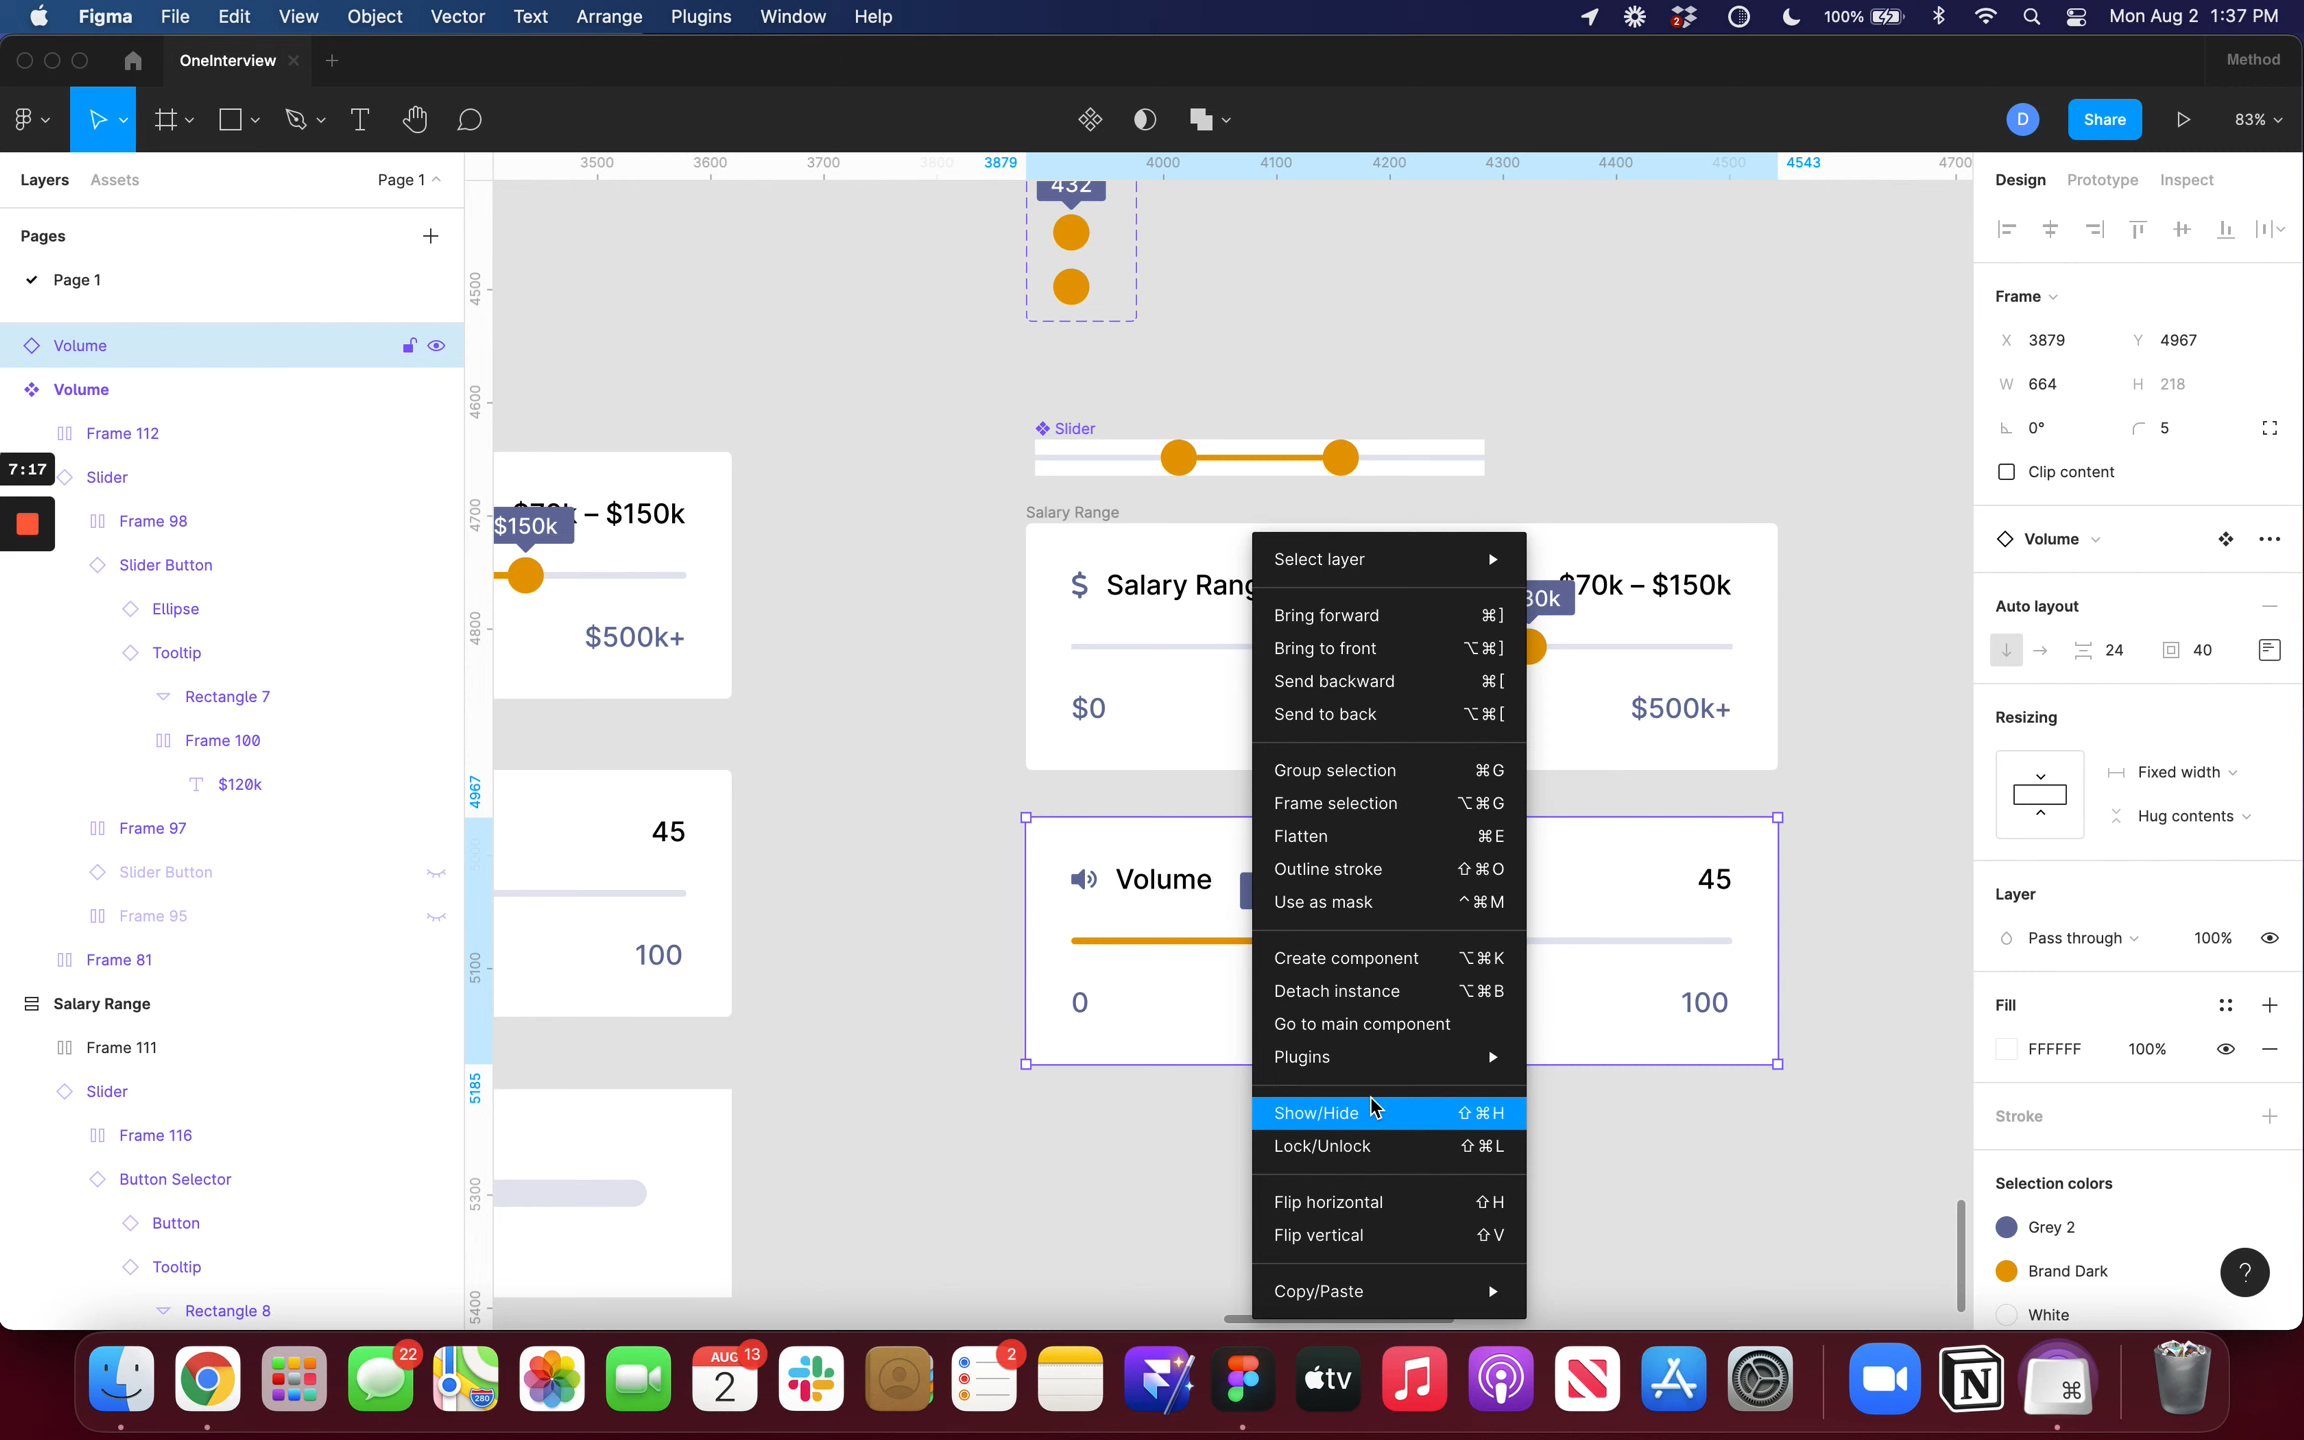 Figma File Edit View Object Vector Text Arrange Plugins Window Help 2 100% Mon Aug 2 1:37 PM
OneInterview Method
D Share 83%
Layers Assets Page 1
3500 3600 3700 3800 3879 4000 4100 4200 4300 4400 4500 4543 4700
Design Prototype Inspect
Pages
Page 1
Volume
Volume
Frame 112
7:17
Slider
Frame 98
Slider Button
Ellipse
Tooltip
Rectangle 7
Frame 100
$120k
Frame 97
Slider Button
Frame 95
Frame 81
Salary Range
Frame 111
Slider
Frame 116
Button Selector
Button
Tooltip
Rectangle 8
4500
4600
4700
4800
4967
5000
5100
5185
5300
5400
432
Slider
$70k – $150k
$150k
$500k+
45
100
Salary Range
$ Salary Rang
$70k – $150k
30k
$0
$500k+
Volume
45
0
100
Select layer
Bring forward ⌘]
Bring to front ⌥⌘]
Send backward ⌘[
Send to back ⌥⌘[
Group selection ⌘G
Frame selection ⌥⌘G
Flatten ⌘E
Outline stroke ⇧⌘O
Use as mask ^⌘M
Create component ⌥⌘K
Detach instance ⌥⌘B
Go to main component
Plugins
Show/Hide ⇧⌘H
Lock/Unlock ⇧⌘L
Flip horizontal ⇧H
Flip vertical ⇧V
Copy/Paste
Frame
X 3879 Y 4967
W 664 H 218
0° 5
Clip content
Volume
Auto layout
24 40
Resizing
Fixed width
Hug contents
Layer
Pass through 100%
Fill
FFFFFF 100%
Stroke
Selection colors
Grey 2
Brand Dark
White
?
22 280 AUG 13 2 2 tv N ⌘